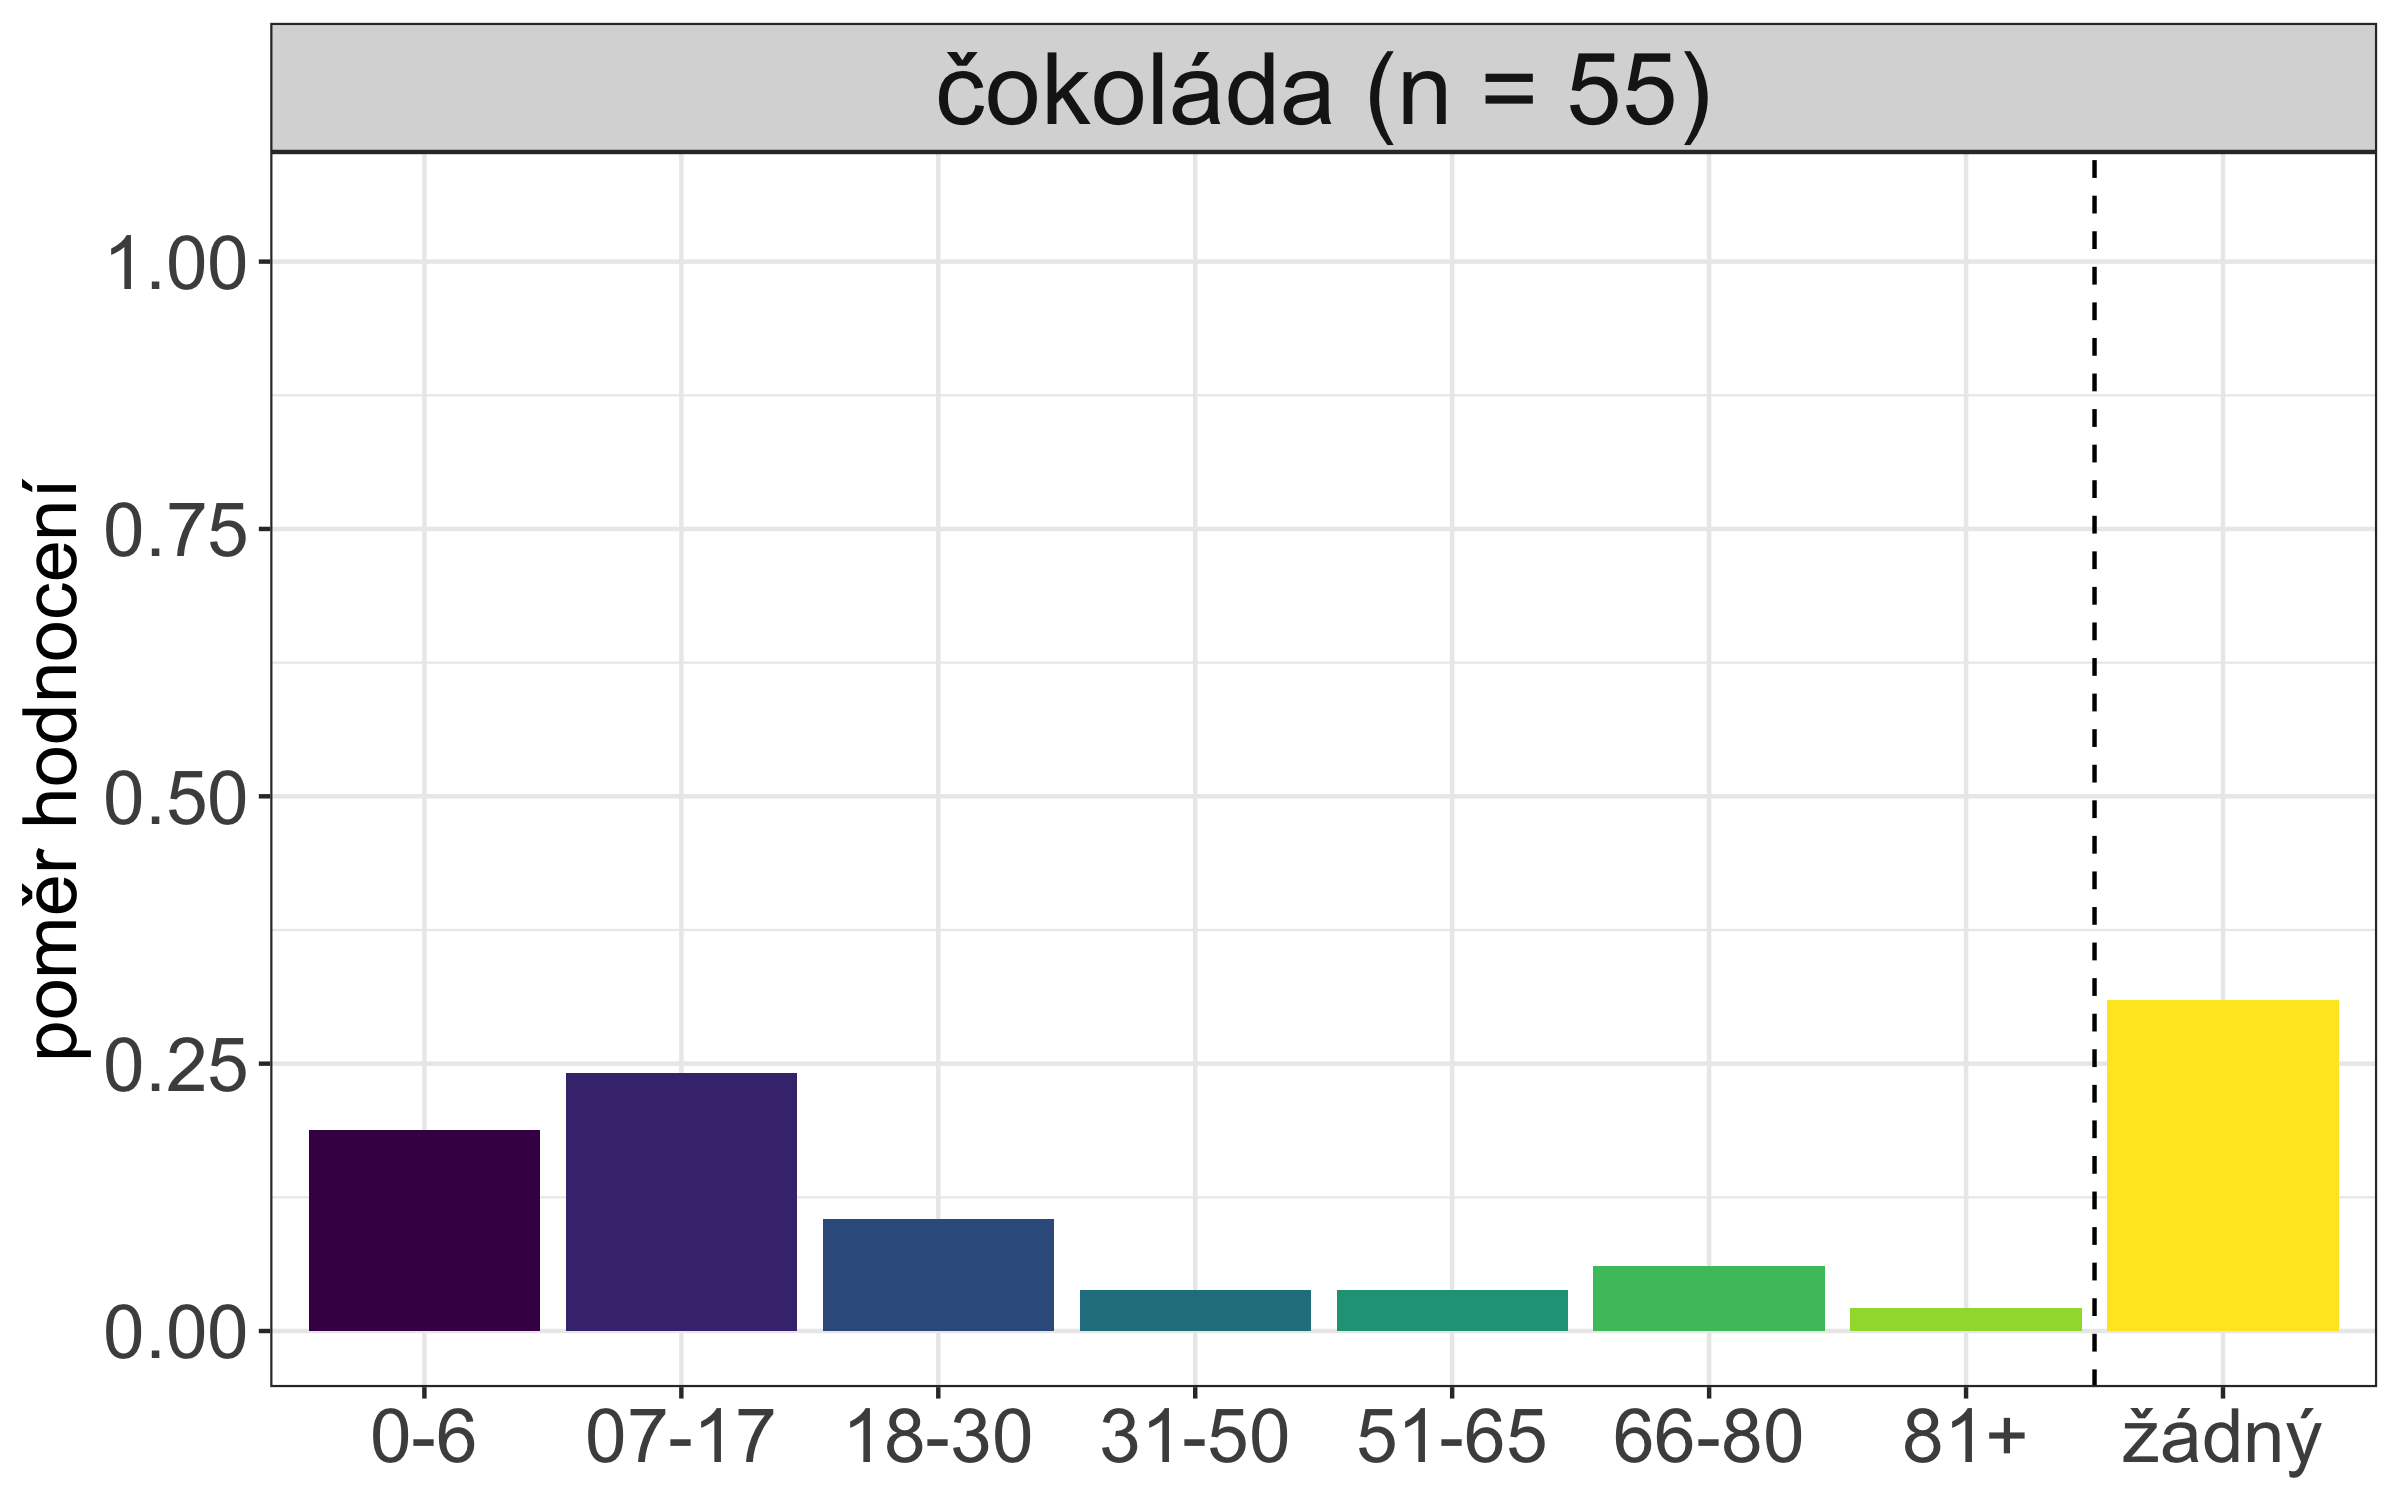 čokoláda (n = 55)
poměr hodnocení
1.00
0.75
0.50
0.25
0.00
0-6 07-17 18-30 31-50 51-65 66-80 81+ žádný